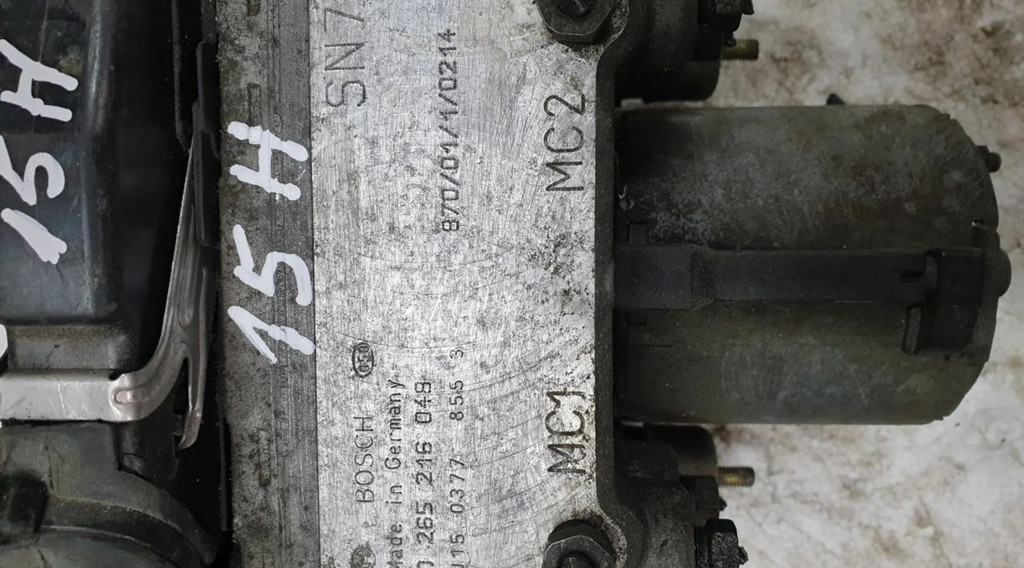 15H
15H
SN7
870/01/1/0214
MC2
MC1
BOSCH
Made in Germany
0 265 216 049
015 0377 855 3